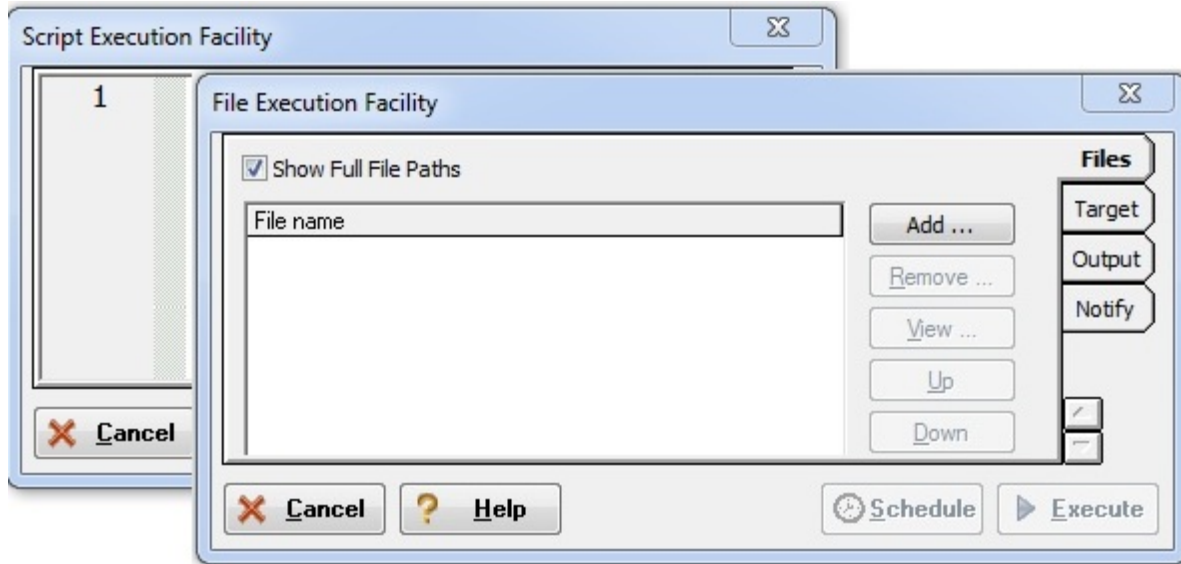 Script Execution Facility
1
Cancel
File Execution Facility
Show Full File Paths
File name
Add ...
Remove ...
View ...
Up
Down
Files
Target
Output
Notify
Cancel
Help
Schedule
Execute